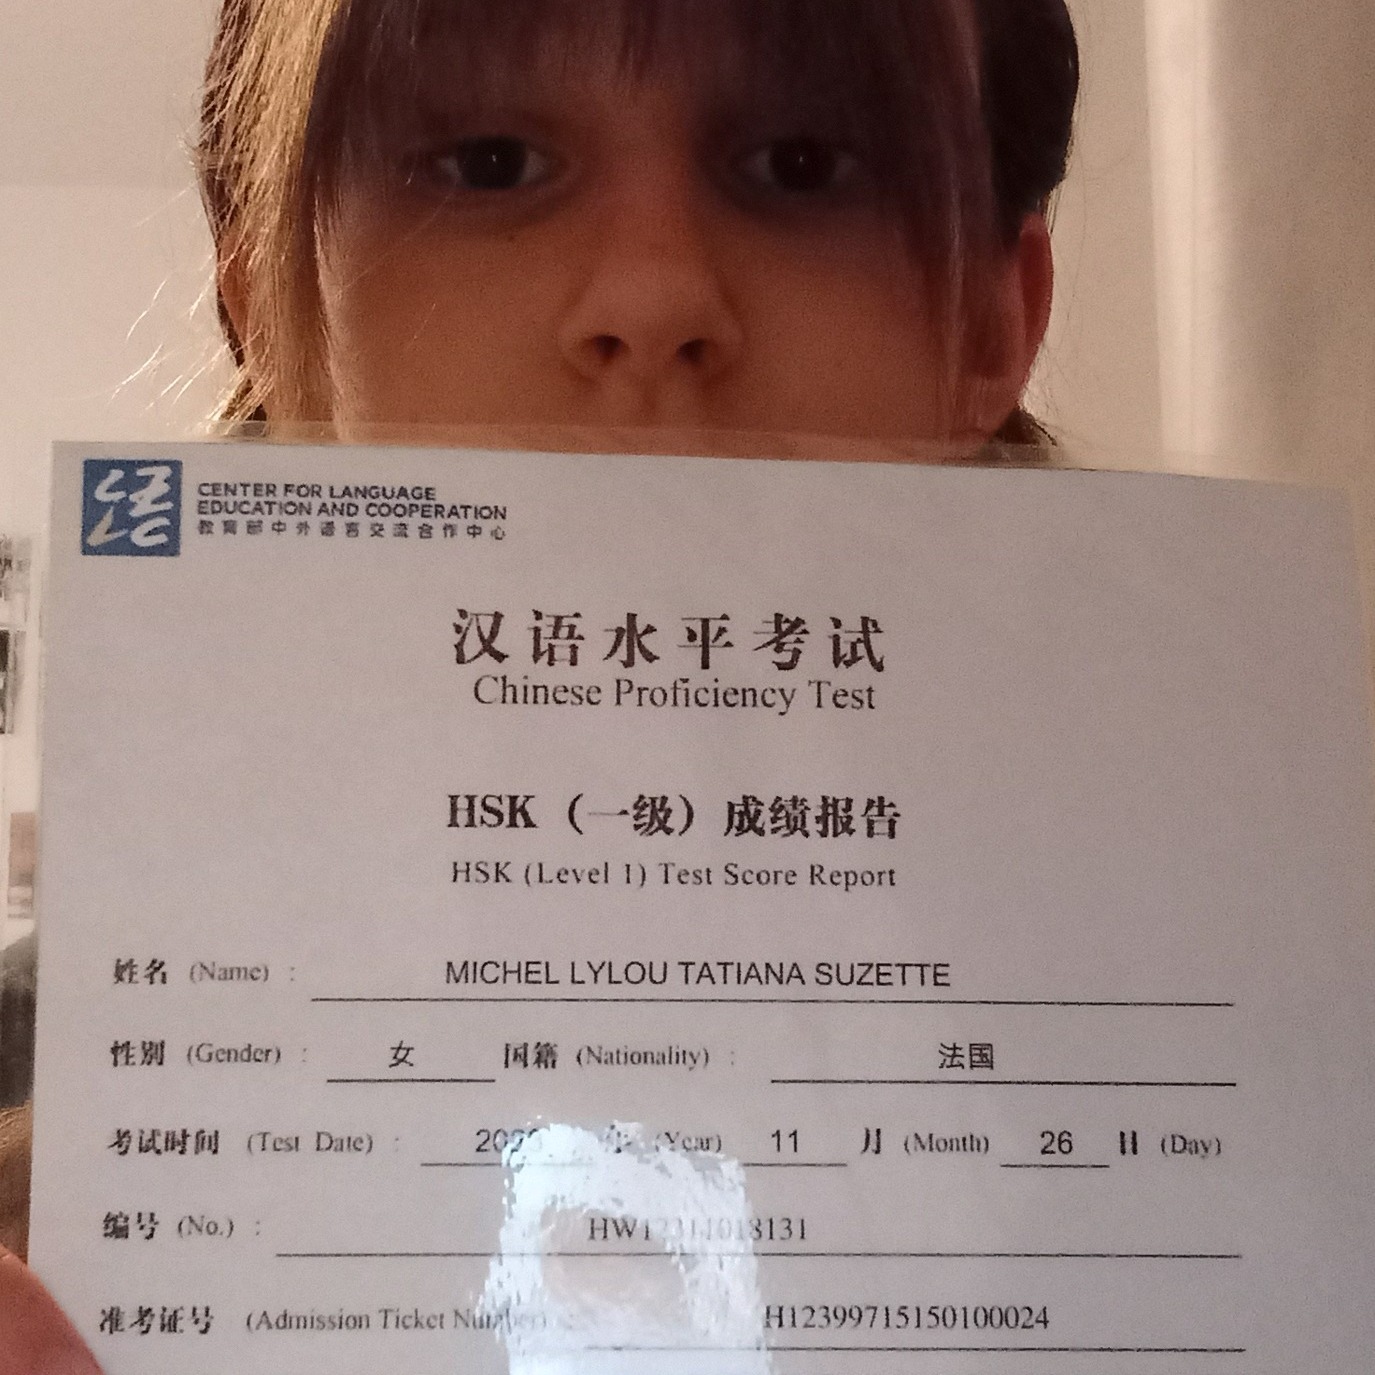 CENTER FOR LANGUAGE
EDUCATION AND COOPERATION
教育部中外语言交流合作中心
汉语水平考试
Chinese Proficiency Test
HSK（一级）成绩报告
HSK (Level 1) Test Score Report
姓名 (Name) : MICHEL LYLOU TATIANA SUZETTE
性别 (Gender) : 女 国籍 (Nationality) : 法国
考试时间 (Test Date) : 年 (Year) 11 月 (Month) 26 日 (Day)
编号 (No.) : HW12311018131
准考证号 (Admission Ticket Number) : H12399715150100024